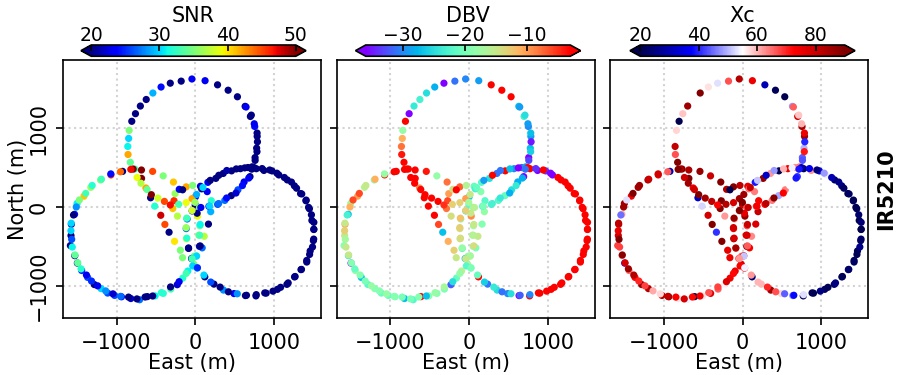 SNR
DBV
Xc
20 30 40 50
−30 −20 −10
20 40 60 80
North (m)
1000
0
−1000
−1000 0 1000
−1000 0 1000
−1000 0 1000
East (m)
East (m)
East (m)
IR5210